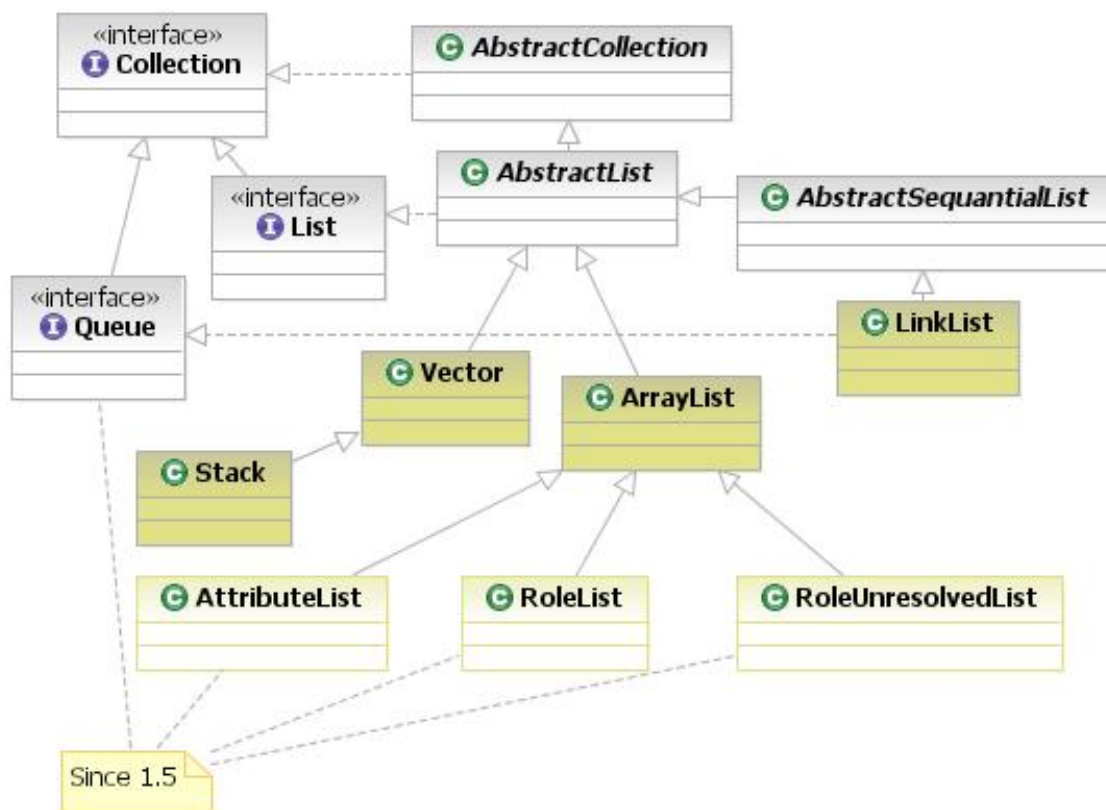 «interface»
I Collection
C AbstractCollection
C AbstractList
«interface»
I List
C AbstractSequantialList
«interface»
I Queue
C LinkList
C Vector
C ArrayList
C Stack
C AttributeList
C RoleList
C RoleUnresolvedList
Since 1.5